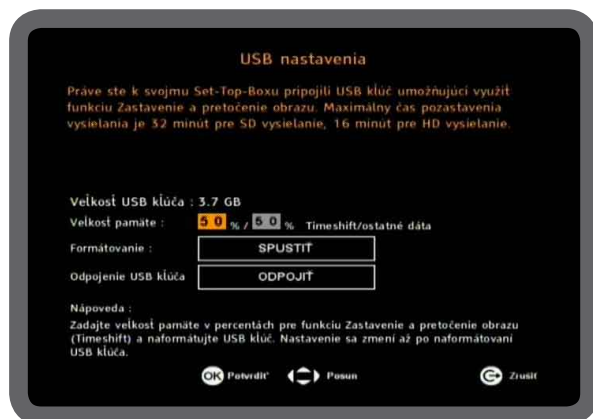 USB nastavenia
Práve ste k svojmu Set-Top-Boxu pripojili USB kľúč umožňujúci využiť
funkciu Zastavenie a pretočenie obrazu. Maximálny čas pozastavenia
vysielania je 32 minút pre SD vysielanie, 16 minút pre HD vysielanie.
Veľkosť USB kľúča : 3.7 GB
Veľkosť pamäte : 50 % / 50 % Timeshift/ostatné dáta
Formátovanie : SPUSTIŤ
Odpojenie USB kľúča ODPOJIŤ
Nápoveda :
Zadajte veľkosť pamäte v percentách pre funkciu Zastavenie a pretočenie obrazu
(Timeshift) a naformátujte USB kľúč. Nastavenie sa zmení až po naformátovaní
USB kľúča.
OK Potvrdiť Posun Zrušiť